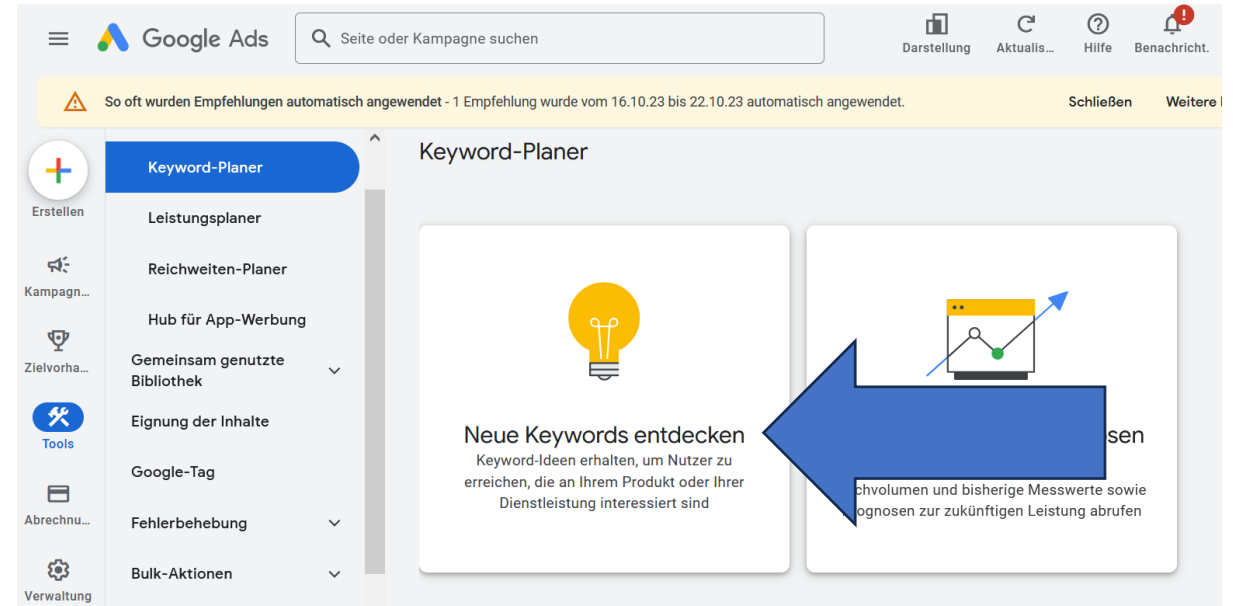 Google Ads
Seite oder Kampagne suchen
Darstellung
Aktualis...
Hilfe
Benachricht.
So oft wurden Empfehlungen automatisch angewendet - 1 Empfehlung wurde vom 16.10.23 bis 22.10.23 automatisch angewendet.
Schließen
Weitere
Erstellen
Kampagn...
Zielvorha...
Tools
Abrechnu...
Verwaltung
Keyword-Planer
Leistungsplaner
Reichweiten-Planer
Hub für App-Werbung
Gemeinsam genutzte
Bibliothek
Eignung der Inhalte
Google-Tag
Fehlerbehebung
Bulk-Aktionen
Keyword-Planer
Neue Keywords entdecken
Keyword-Ideen erhalten, um Nutzer zu
erreichen, die an Ihrem Produkt oder Ihrer
Dienstleistung interessiert sind
und bisherige Messwerte sowie
zur zukünftigen Leistung abrufen